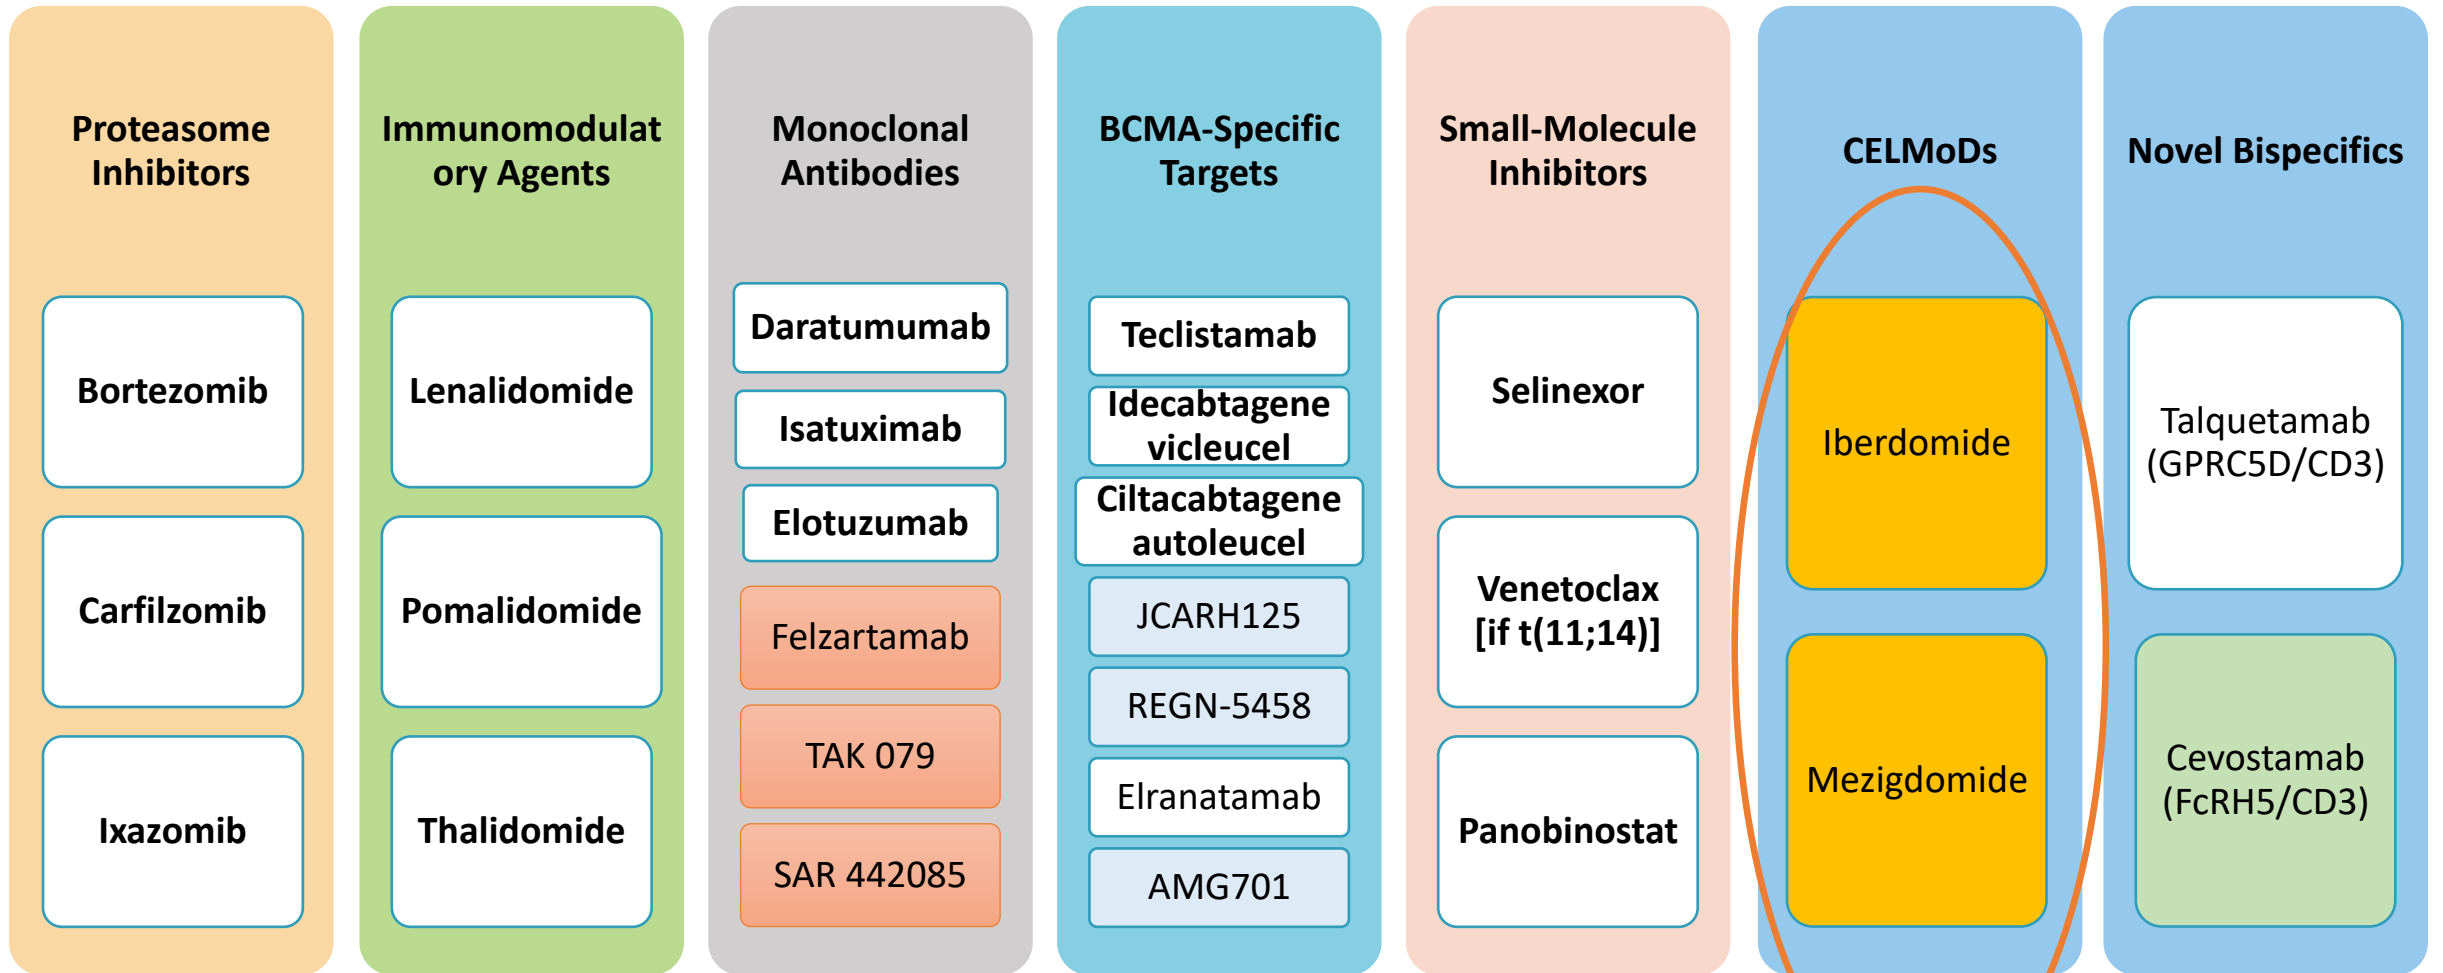 Proteasome
Inhibitors
Bortezomib
Carfilzomib
Ixazomib
Immunomodulat
ory Agents
Lenalidomide
Pomalidomide
Thalidomide
Monoclonal
Antibodies
Daratumumab
Isatuximab
Elotuzumab
Felzartamab
TAK 079
SAR 442085
BCMA-Specific
Targets
Teclistamab
Idecabtagene
vicleucel
Ciltacabtagene
autoleucel
JCARH125
REGN-5458
Elranatamab
AMG701
Small-Molecule
Inhibitors
Selinexor
Venetoclax
[if t(11;14)]
Panobinostat
CELMoDs
Iberdomide
Mezigdomide
Novel Bispecifics
Talquetamab
(GPRC5D/CD3)
Cevostamab
(FcRH5/CD3)